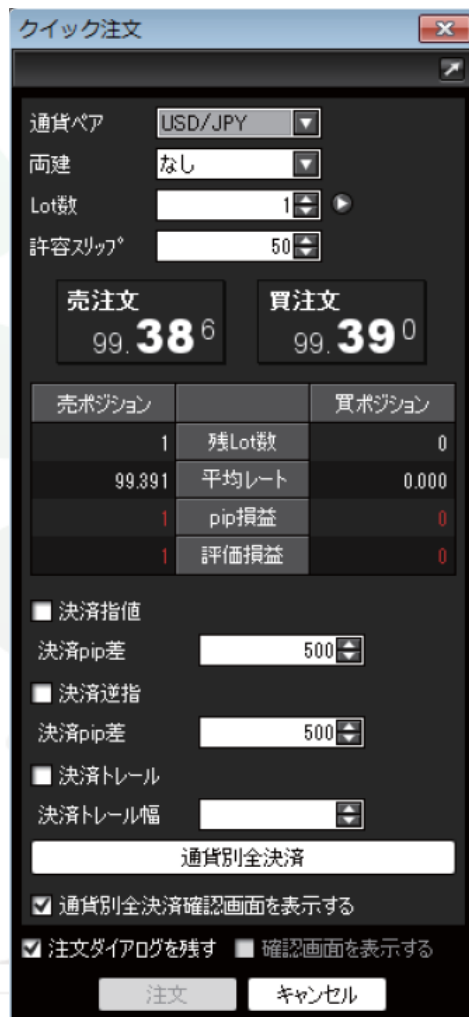 クイック注文
通貨ペア USD/JPY
両建 なし
Lot数 1
許容スリップ 50
売注文 買注文
99.386 99.390
売ポジション 買ポジション
1 残Lot数 0
99.391 平均レート 0.000
1 pip損益 0
1 評価損益 0
決済指値
決済pip差 500
決済逆指
決済pip差 500
決済トレール
決済トレール幅
通貨別全決済
通貨別全決済確認画面を表示する
注文ダイアログを残す 確認画面を表示する
注文 キャンセル